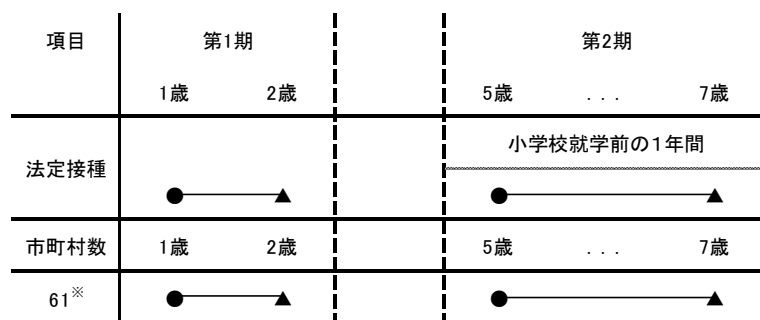 項目 第1期 第2期
1歳 2歳 5歳 ... 7歳
小学校就学前の1年間
法定接種
市町村数 1歳 2歳 5歳 ... 7歳
61※